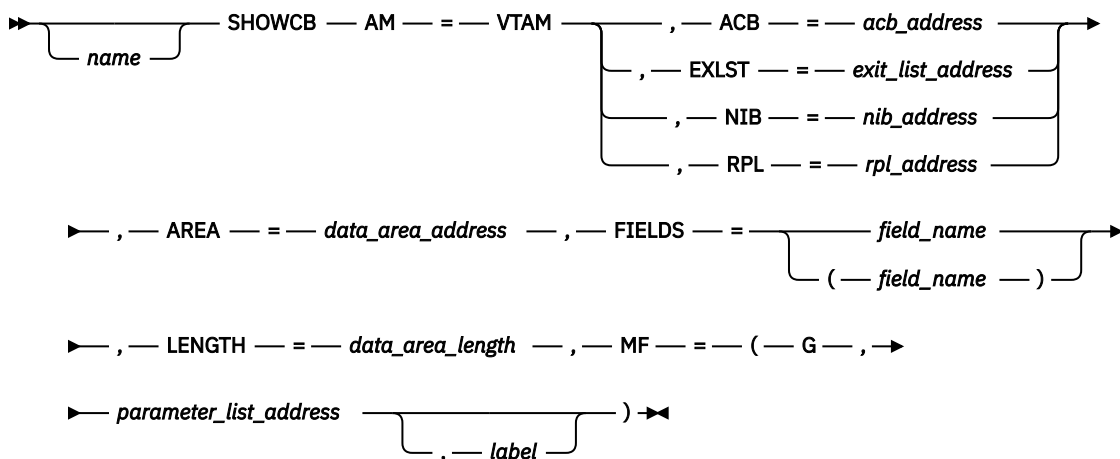 SHOWCB AM = VTAM , ACB = acb_address
name
, EXLST = exit_list_address
, NIB = nib_address
, RPL = rpl_address
, AREA = data_area_address , FIELDS = field_name
( field_name )
, LENGTH = data_area_length , MF = ( G ,
parameter_list_address )
, label